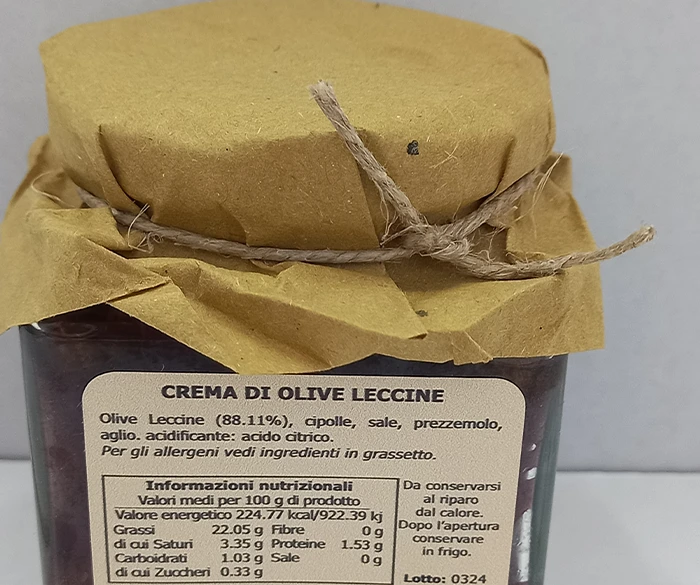 CREMA DI OLIVE LECCINE
Olive Leccine (88.11%), cipolle, sale, prezzemolo,
aglio. acidificante: acido citrico.
Per gli allergeni vedi ingredienti in grassetto.
Informazioni nutrizionali
Valori medi per 100 g di prodotto
Valore energetico 224.77 kcal/922.39 kj
Grassi 22.05 g Fibre 0 g
di cui Saturi 3.35 g Proteine 1.53 g
Carboidrati 1.03 g Sale 0 g
di cui Zuccheri 0.33 g
Da conservarsi
al riparo
dal calore.
Dopo l'apertura
conservare
in frigo.
Lotto: 0324